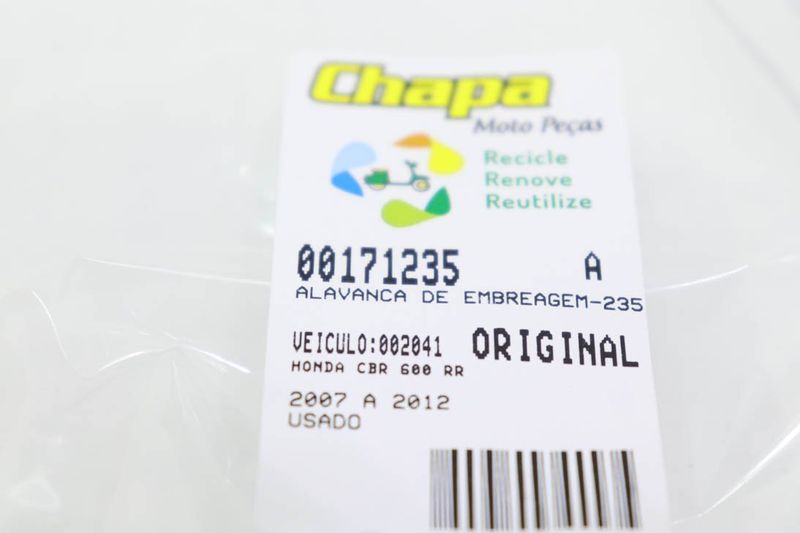 Chapa
Moto Peças
Recicle
Renove
Reutilize
00171235 A
ALAVANCA DE EMBREAGEM-235
VEICULO:002041 ORIGINAL
HONDA CBR 600 RR
2007 A 2012
USADO